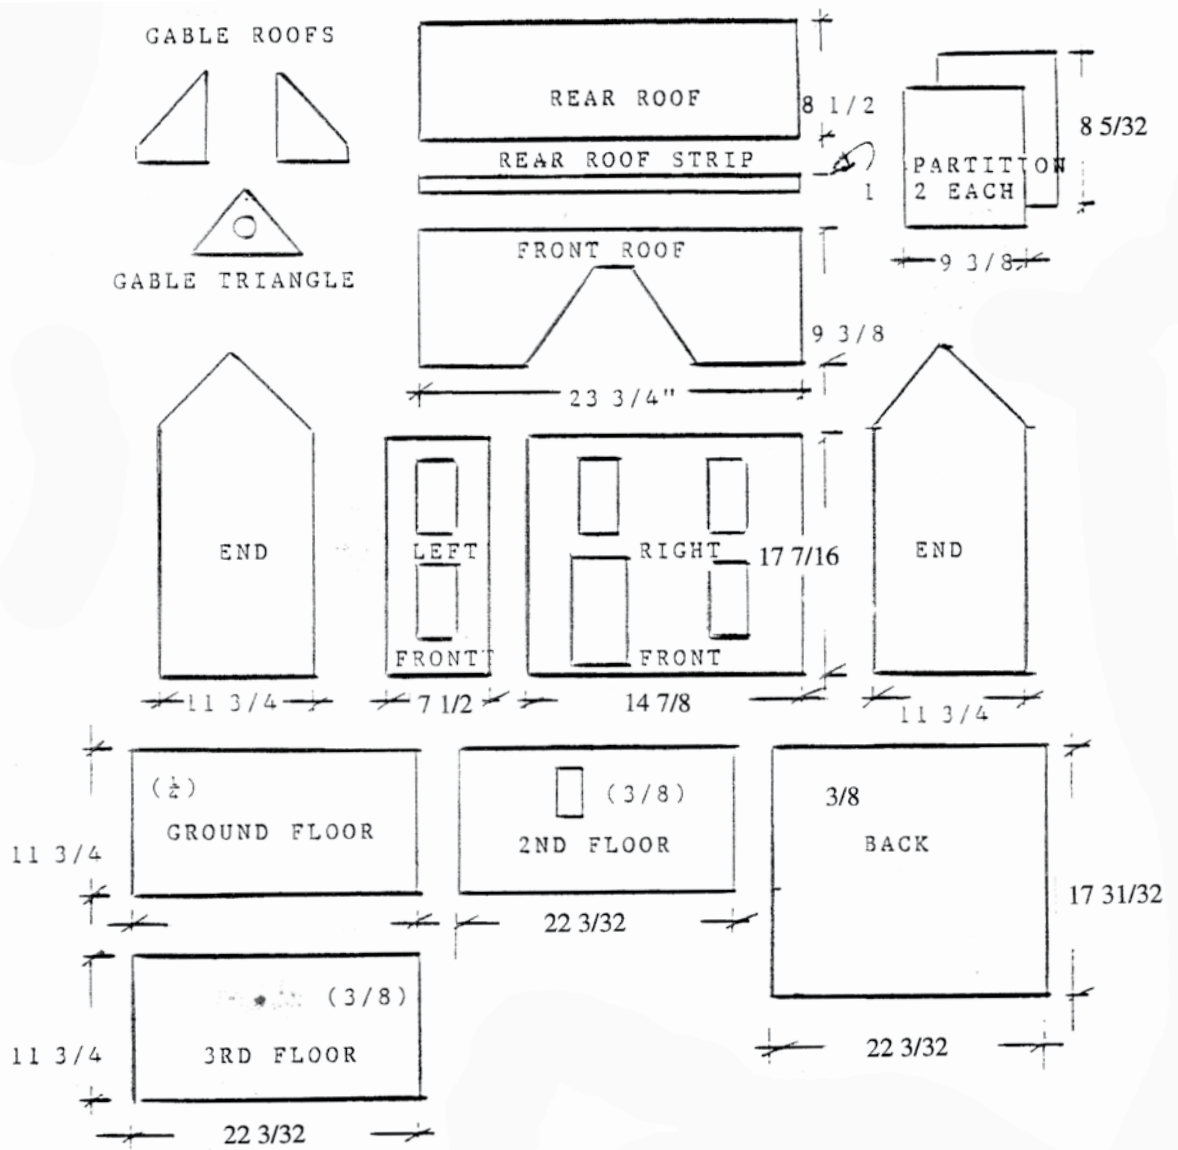 GABLE ROOFS
REAR ROOF
8 1/2
REAR ROOF STRIP
1
PARTITION
2 EACH
8 5/32
9 3/8
GABLE TRIANGLE
FRONT ROOF
9 3/8
23 3/4"
END
LEFT
FRONT
RIGHT
FRONT
17 7/16
END
11 3/4
7 1/2
14 7/8
11 3/4
(¼)
GROUND FLOOR
11 3/4
(3/8)
2ND FLOOR
22 3/32
3/8
BACK
17 31/32
22 3/32
(3/8)
3RD FLOOR
11 3/4
22 3/32